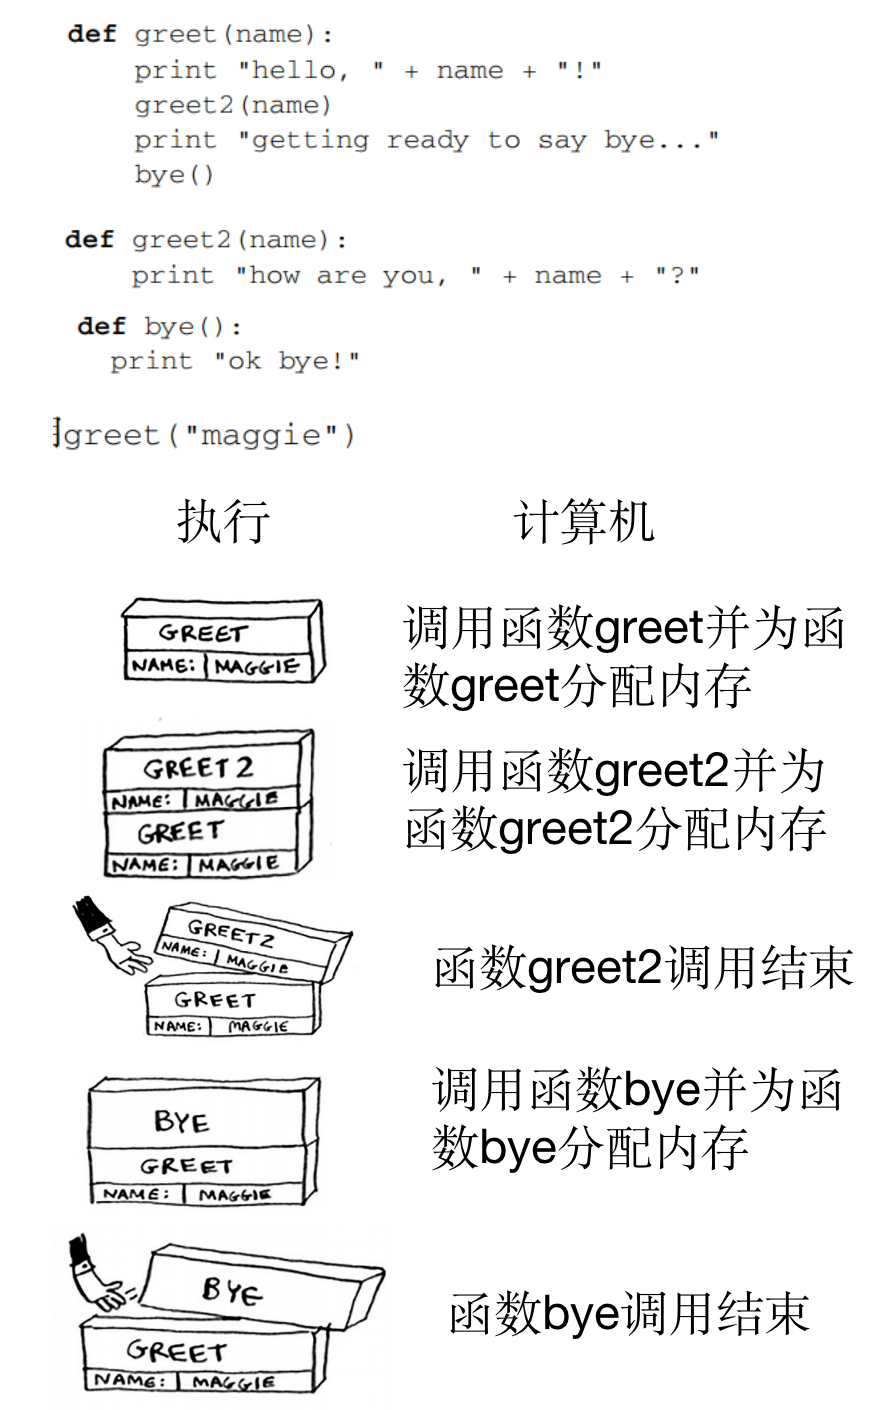 def greet(name):
print "hello, " + name + "!"
greet2(name)
print "getting ready to say bye..."
bye()
def greet2(name):
print "how are you, " + name + "?"
def bye():
print "ok bye!"
greet("maggie")
执行 计算机
GREET
NAME: MAGGIE
调用函数greet并为函
数greet分配内存
GREET2
NAME: MAGGIE
GREET
NAME: MAGGIE
调用函数greet2并为
函数greet2分配内存
GREET2
NAME: MAGGIE
GREET
NAME: MAGGIE
函数greet2调用结束
BYE
GREET
NAME: MAGGIE
调用函数bye并为函
数bye分配内存
BYE
GREET
NAME: MAGGIE
函数bye调用结束